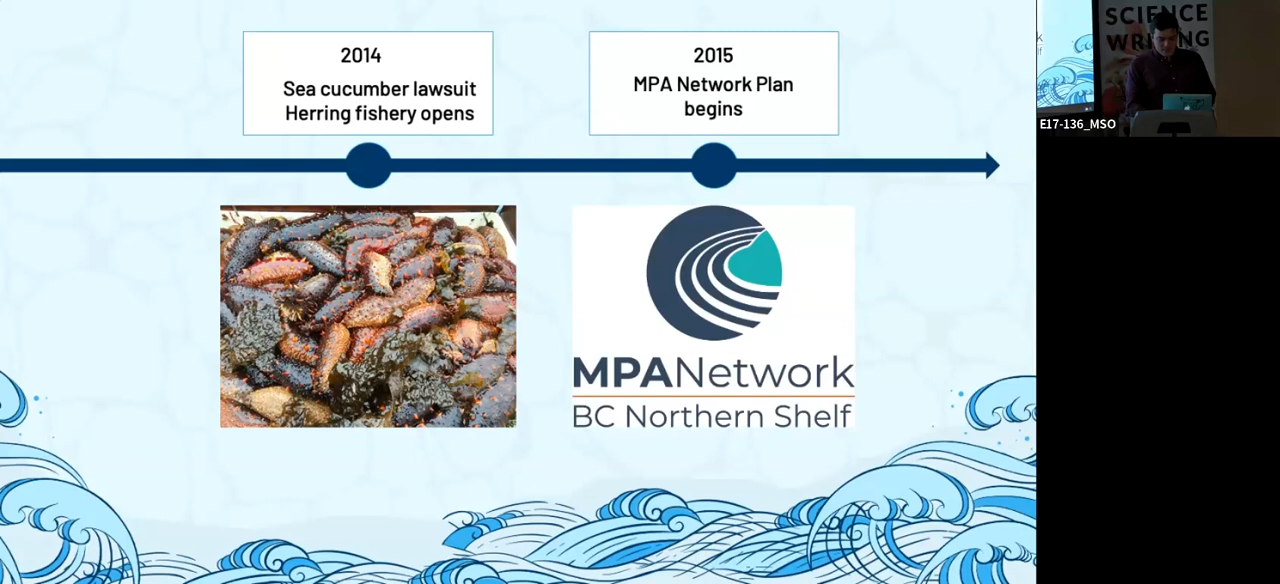 2014
Sea cucumber lawsuit
Herring fishery opens
2015
MPA Network Plan
begins
MPANetwork
BC Northern Shelf
SCIENCE
WRITING
E17-136_MSO